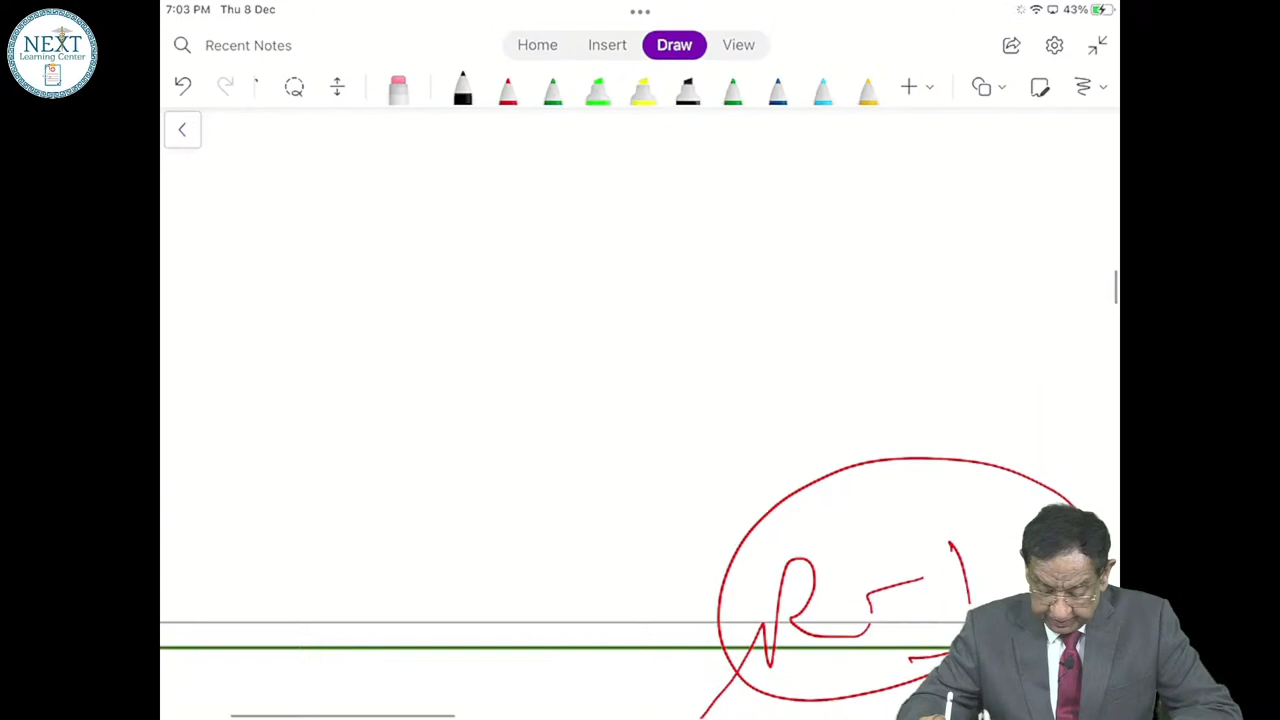 7:03 PM Thu 8 Dec
43%
NEXT
Learning Center
Recent Notes
Home
Insert
Draw
View